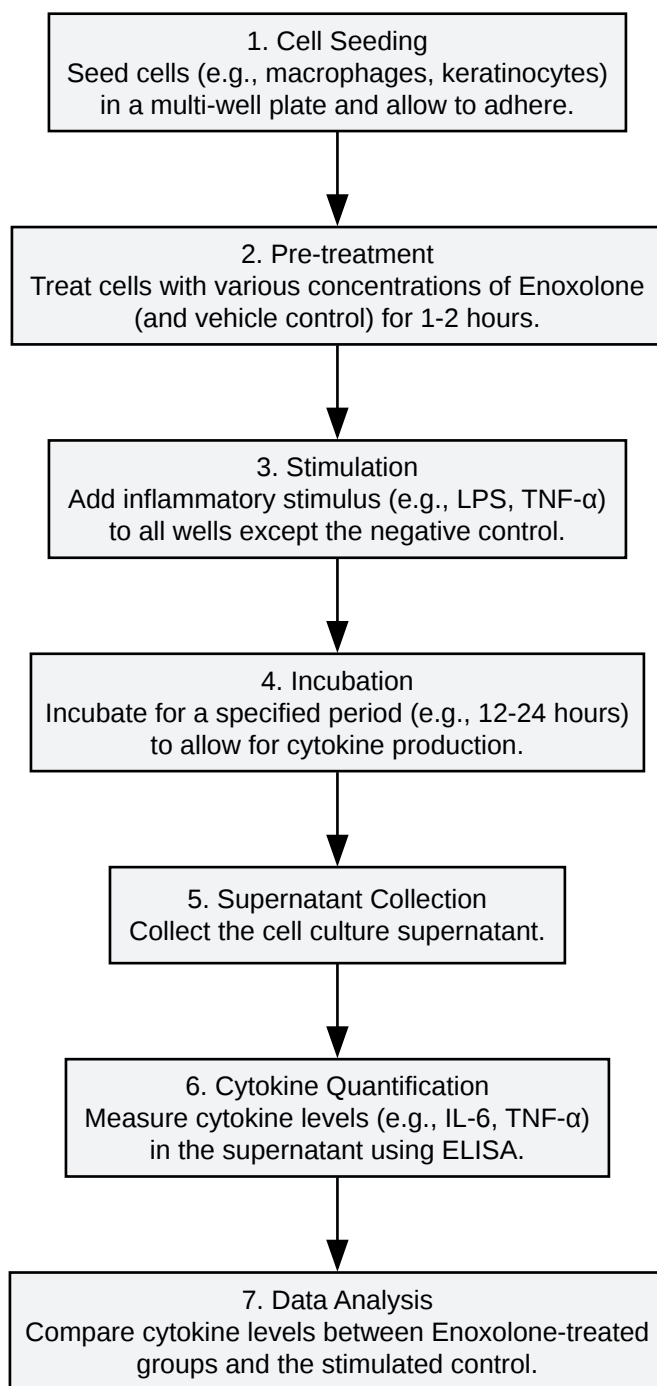 1. Cell Seeding
Seed cells (e.g., macrophages, keratinocytes)
in a multi-well plate and allow to adhere.
2. Pre-treatment
Treat cells with various concentrations of Enoxolone
(and vehicle control) for 1-2 hours.
3. Stimulation
Add inflammatory stimulus (e.g., LPS, TNF-α)
to all wells except the negative control.
4. Incubation
Incubate for a specified period (e.g., 12-24 hours)
to allow for cytokine production.
5. Supernatant Collection
Collect the cell culture supernatant.
6. Cytokine Quantification
Measure cytokine levels (e.g., IL-6, TNF-α)
in the supernatant using ELISA.
7. Data Analysis
Compare cytokine levels between Enoxolone-treated
groups and the stimulated control.